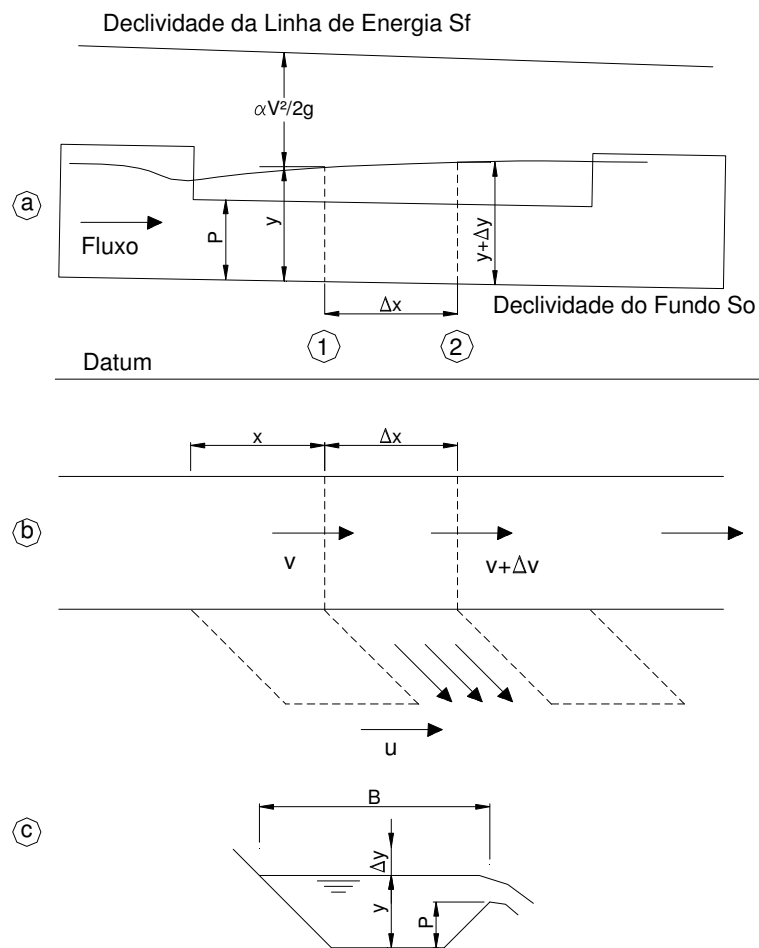 Declividade da Linha de Energia Sf
αV²/2g
a
Fluxo
P
y
y+Δy
Δx
Declividade do Fundo So
1
2
Datum
x
Δx
b
v
v+Δv
u
c
B
Δy
y
P